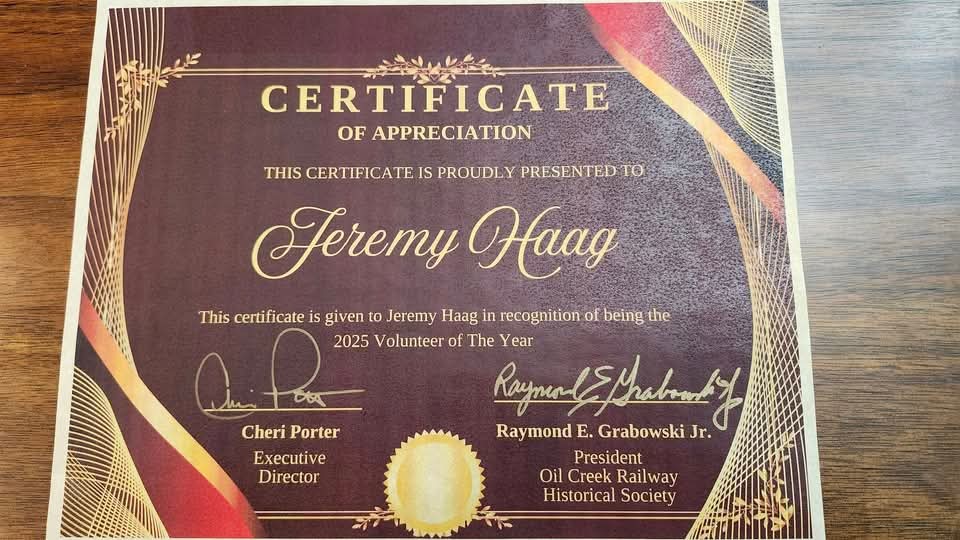 CERTIFICATE
OF APPRECIATION
THIS CERTIFICATE IS PROUDLY PRESENTED TO
Jeremy Haag
This certificate is given to Jeremy Haag in recognition of being the
2025 Volunteer of The Year
Raymond E Grabowski Jr
Cheri Porter
Executive
Director
Raymond E. Grabowski Jr.
President
Oil Creek Railway
Historical Society